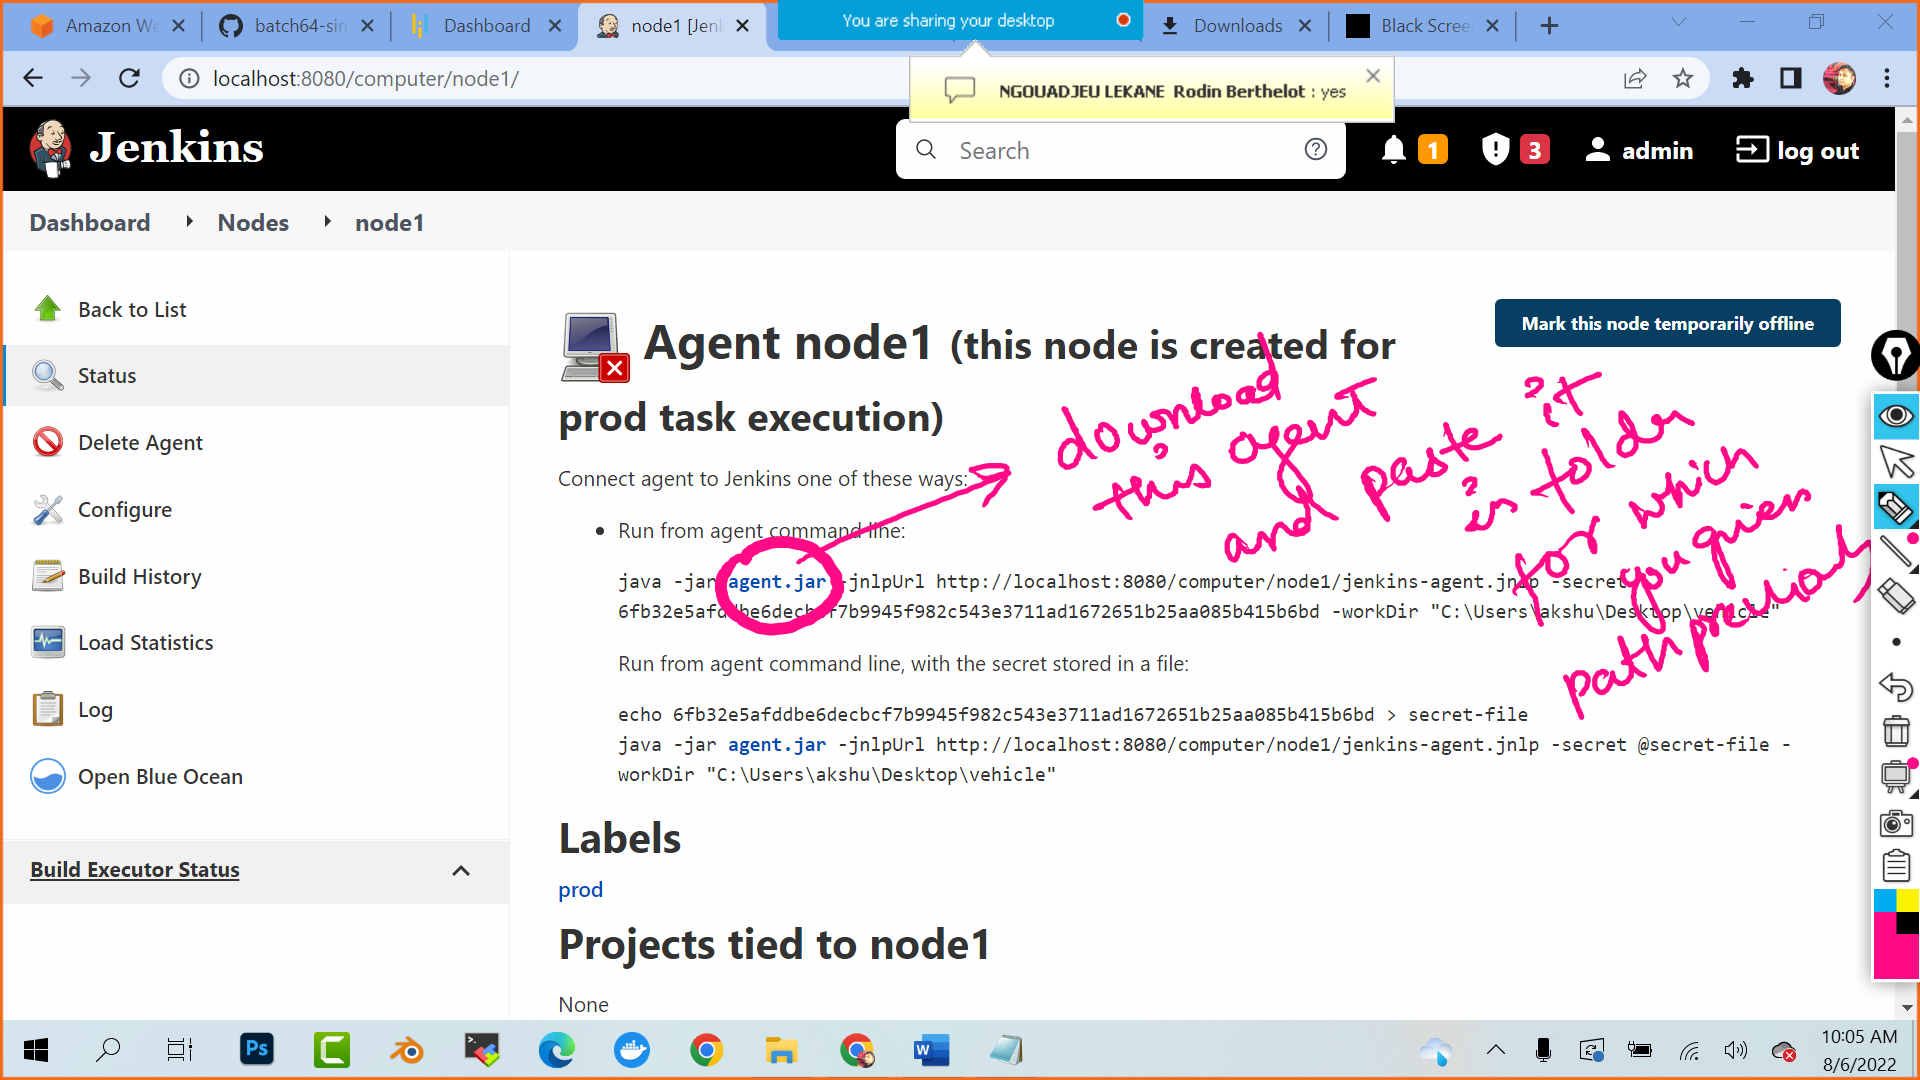 Amazon We
batch64-sim
Dashboard
node1 [Jenk
You are sharing your desktop
Downloads
Black Scree
localhost:8080/computer/node1/
NGOUADJEU LEKANE Rodin Berthelot : yes
Jenkins
Search
1
3
admin
log out
Dashboard
Nodes
node1
Back to List
Status
Delete Agent
Configure
Build History
Load Statistics
Log
Open Blue Ocean
Build Executor Status
Mark this node temporarily offline
Agent node1 (this node is created for
prod task execution)
Connect agent to Jenkins one of these ways:
Run from agent command line:
java -jar agent.jar -jnlpUrl http://localhost:8080/computer/node1/jenkins-agent.jnlp -secret
6fb32e5afddbe6decbcf7b9945f982c543e3711ad1672651b25aa085b415b6bd -workDir "C:\Users\akshu\Desktop\vehicle"
Run from agent command line, with the secret stored in a file:
echo 6fb32e5afddbe6decbcf7b9945f982c543e3711ad1672651b25aa085b415b6bd > secret-file
java -jar agent.jar -jnlpUrl http://localhost:8080/computer/node1/jenkins-agent.jnlp -secret @secret-file -
workDir "C:\Users\akshu\Desktop\vehicle"
download
this agent
and paste it
in folder
for which
you given
path previously
Labels
prod
Projects tied to node1
None
Ps
C
W
10:05 AM
8/6/2022